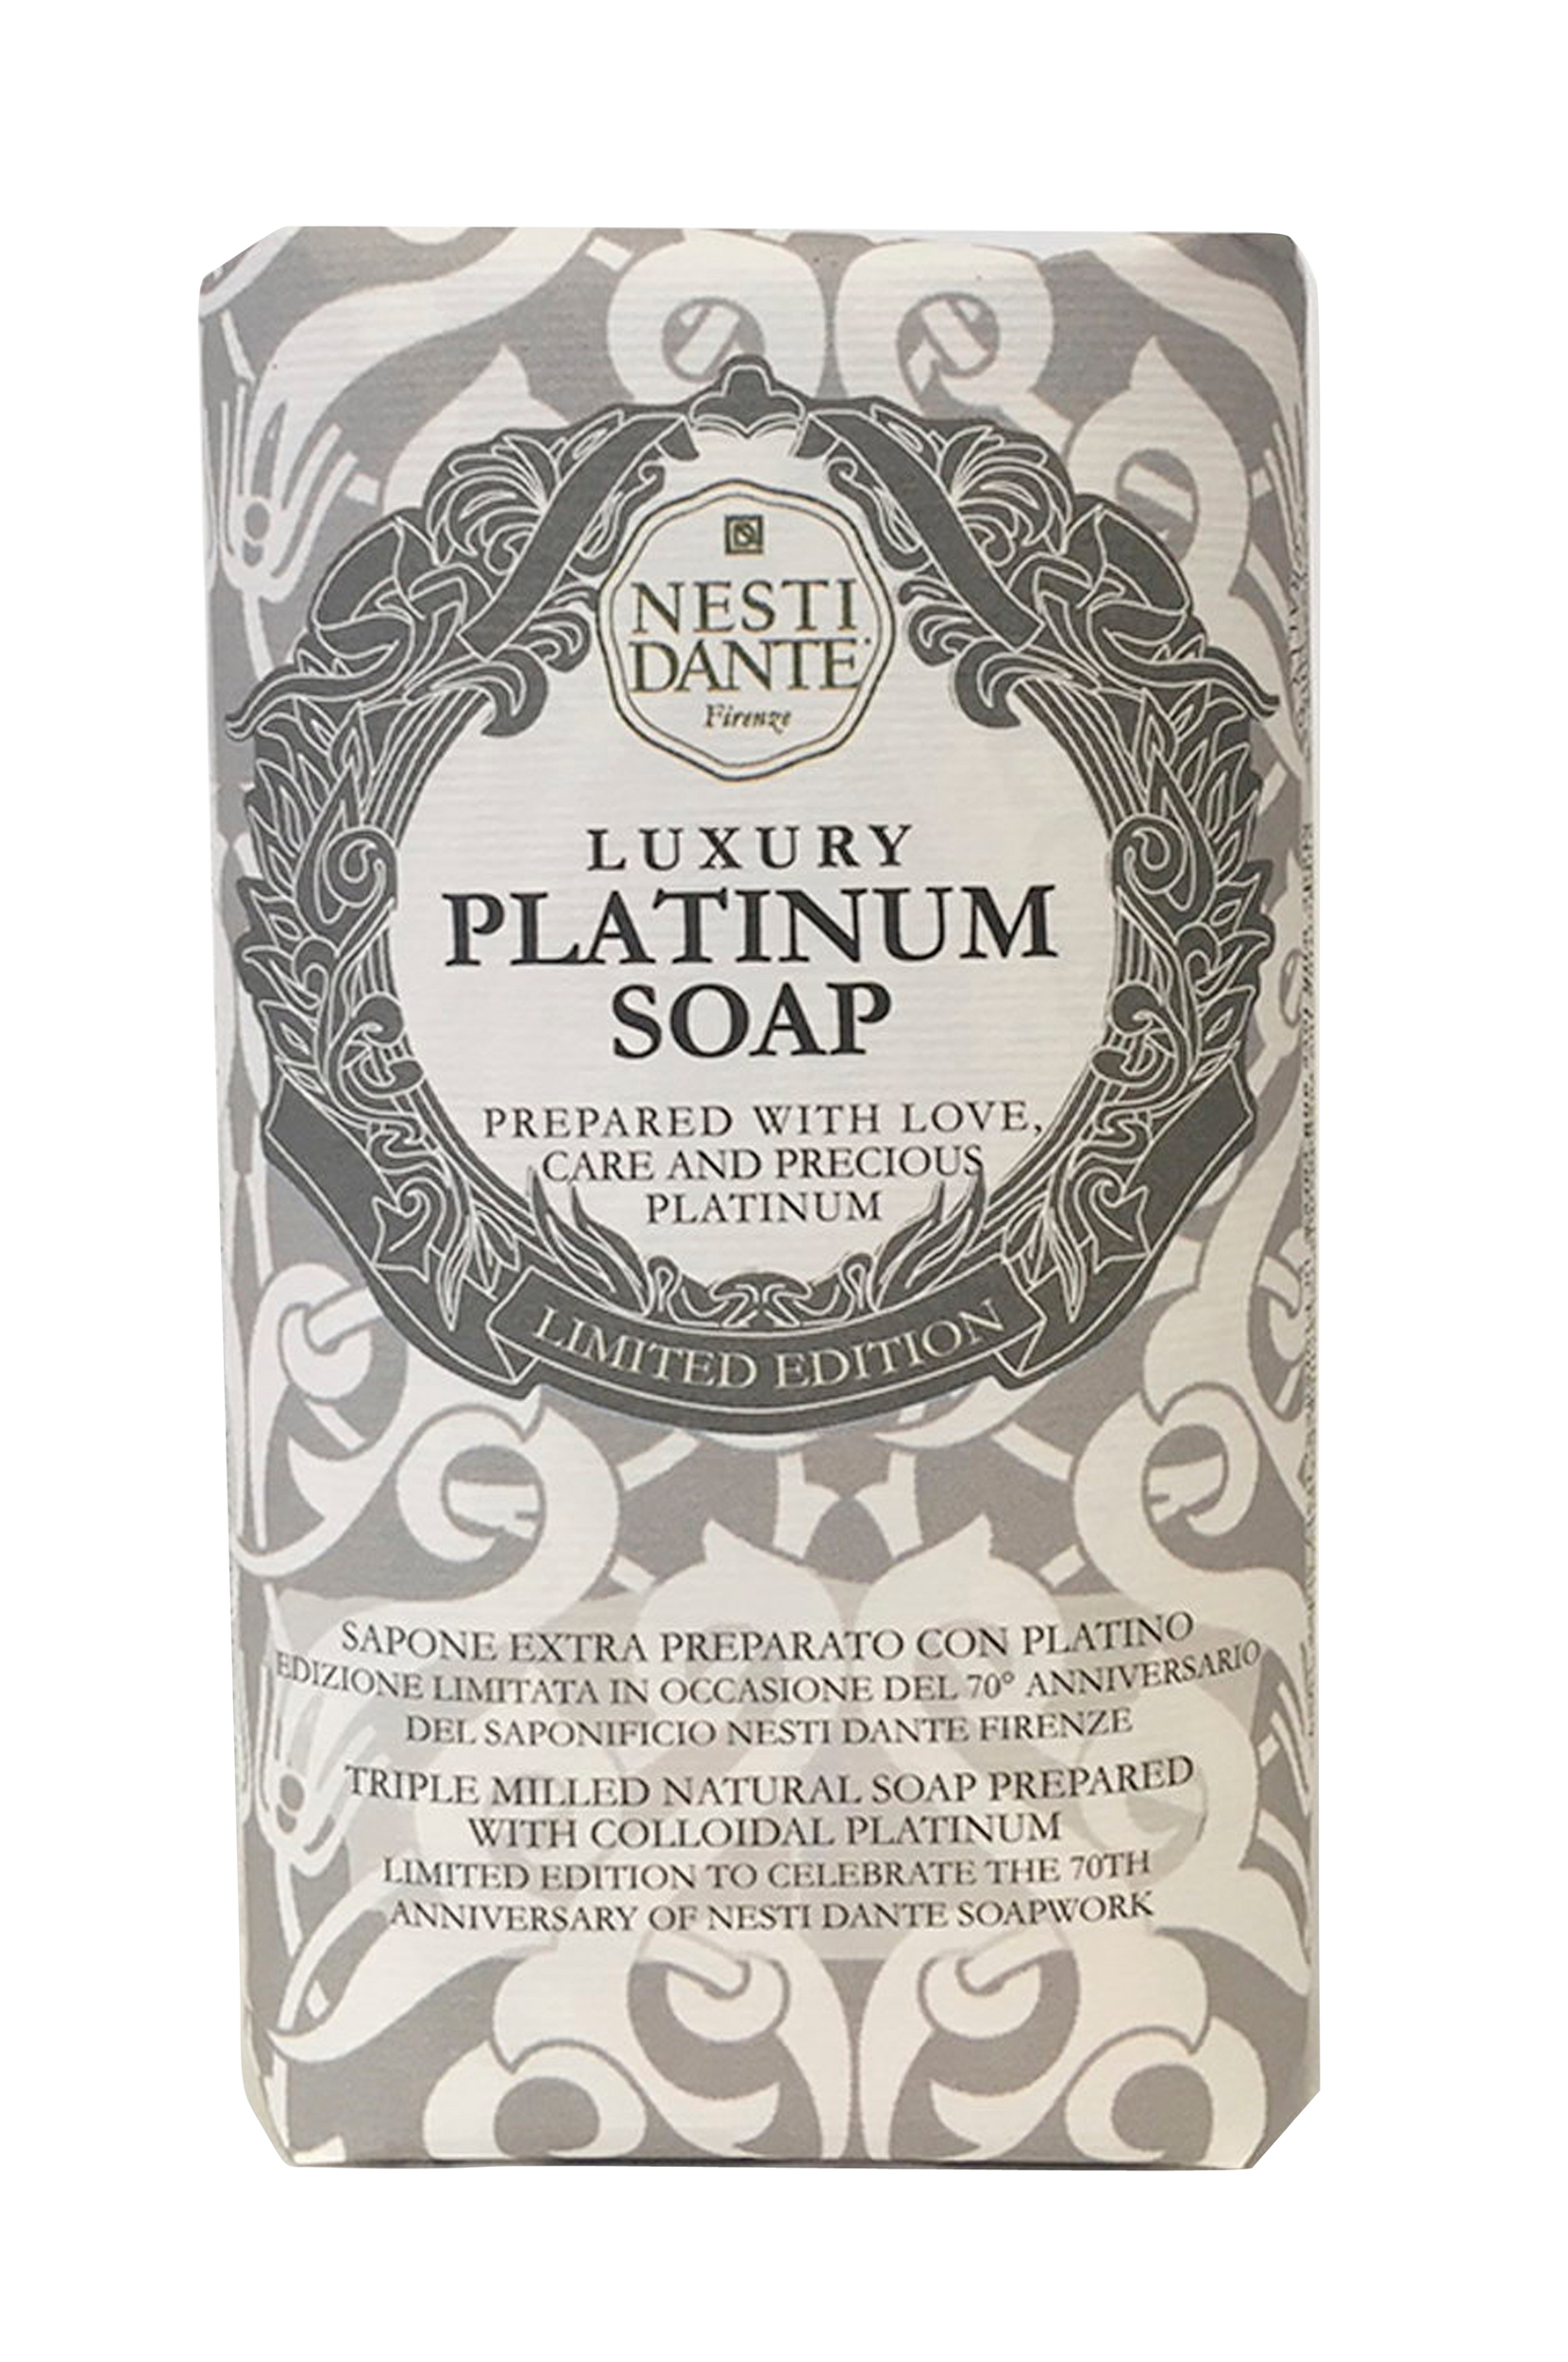 NESTI
DANTE
Firenze
LUXURY
PLATINUM
SOAP
PREPARED WITH LOVE,
CARE AND PRECIOUS
PLATINUM
LIMITED EDITION
SAPONE EXTRA PREPARATO CON PLATINO
EDIZIONE LIMITATA IN OCCASIONE DEL 70° ANNIVERSARIO
DEL SAPONIFICIO NESTI DANTE FIRENZE
TRIPLE MILLED NATURAL SOAP PREPARED
WITH COLLOIDAL PLATINUM
LIMITED EDITION TO CELEBRATE THE 70TH
ANNIVERSARY OF NESTI DANTE SOAPWORK